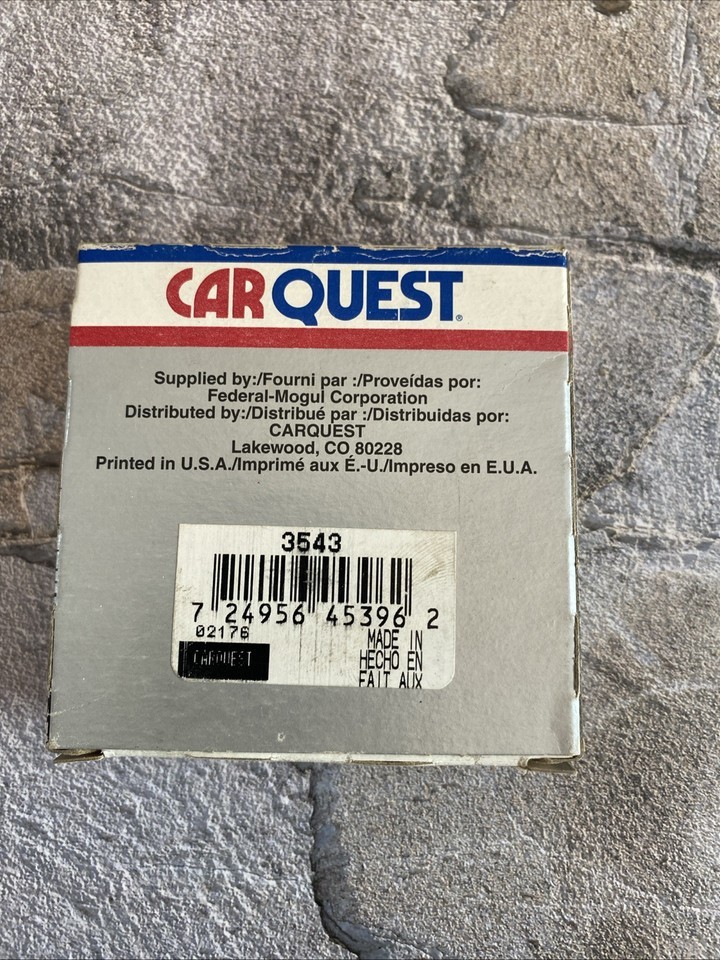 CARQUEST®
Supplied by:/Fourni par :/Proveídas por:
Federal-Mogul Corporation
Distributed by:/Distribué par :/Distribuidas por:
CARQUEST
Lakewood, CO 80228
Printed in U.S.A./Imprimé aux É.-U./Impreso en E.U.A.
3543
7 24956 45396 2
02176
CARQUEST
MADE IN
HECHO EN
FAIT AUX